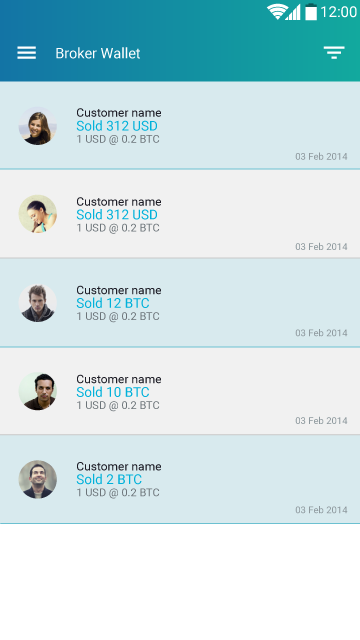 12:00
Broker Wallet
Customer name
Sold 312 USD
1 USD @ 0.2 BTC
03 Feb 2014
Customer name
Sold 312 USD
1 USD @ 0.2 BTC
03 Feb 2014
Customer name
Sold 12 BTC
1 USD @ 0.2 BTC
03 Feb 2014
Customer name
Sold 10 BTC
1 USD @ 0.2 BTC
03 Feb 2014
Customer name
Sold 2 BTC
1 USD @ 0.2 BTC
03 Feb 2014